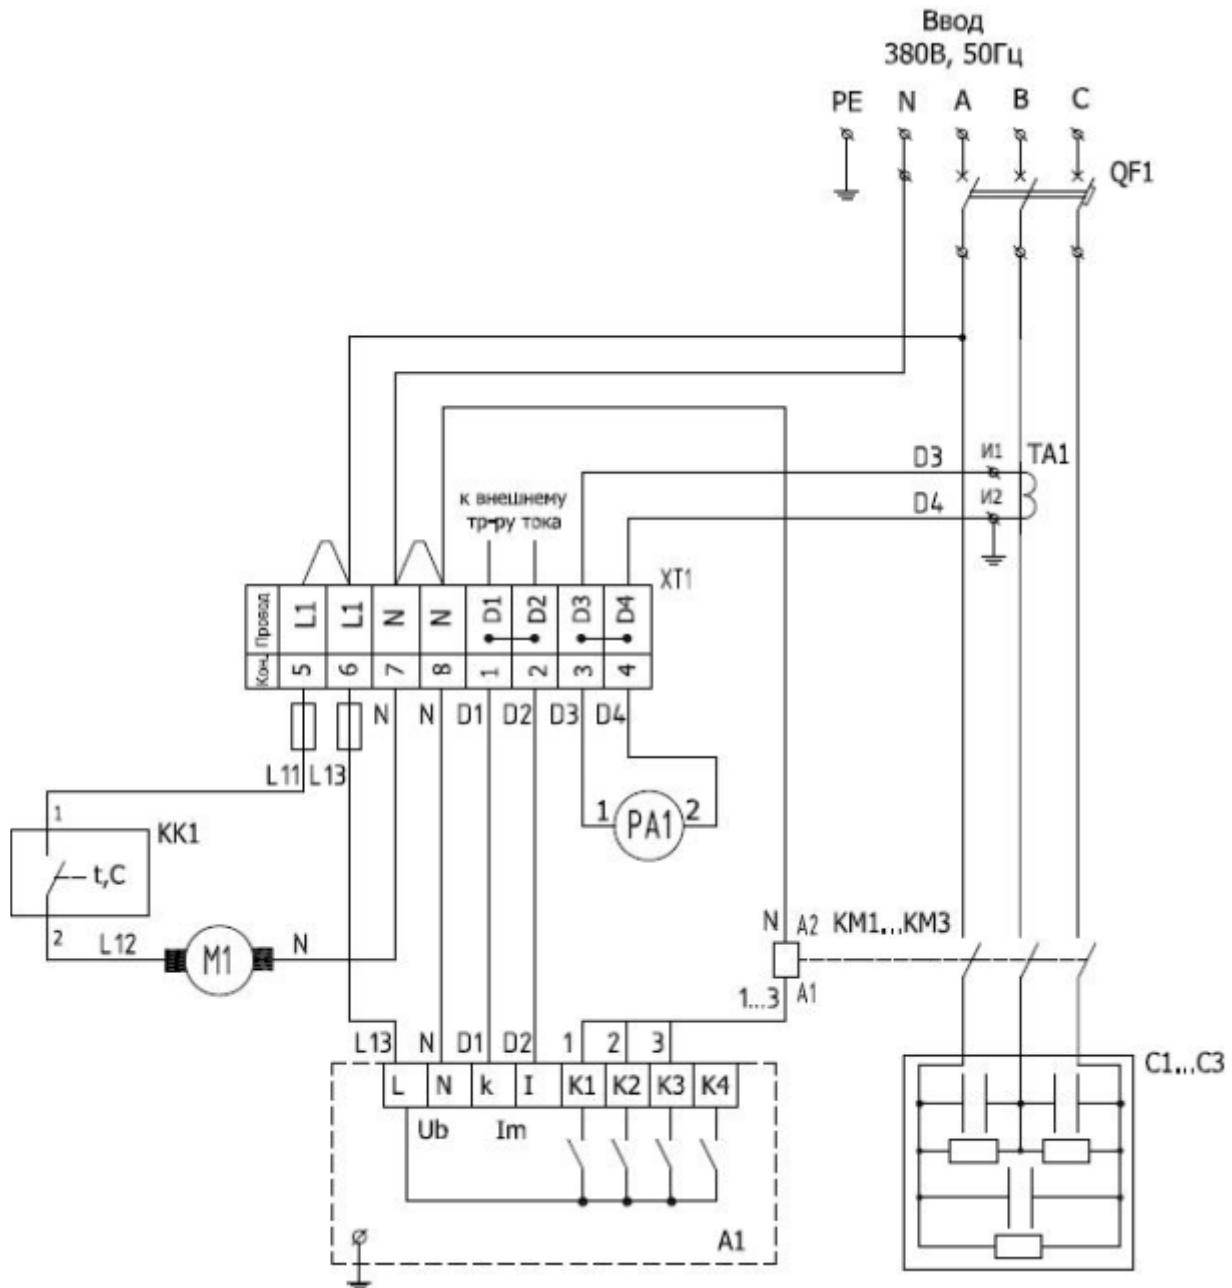 Ввод
380В, 50Гц
PE N A B C
QF1
D3 И1 TA1
D4 И2
к внешнему
тр-ру тока
XT1
Провод L1 L1 N N D1 D2 D3 D4
Кон. 5 6 7 8 1 2 3 4
N N D1 D2 D3 D4
L11 L13
1 PA1 2
1 KK1
t,C
2 L12 M1 N
N A2 KM1...KM3
1...3 A1
L13 N D1 D2 1 2 3
L N k I K1 K2 K3 K4
Ub Im
A1
C1...C3